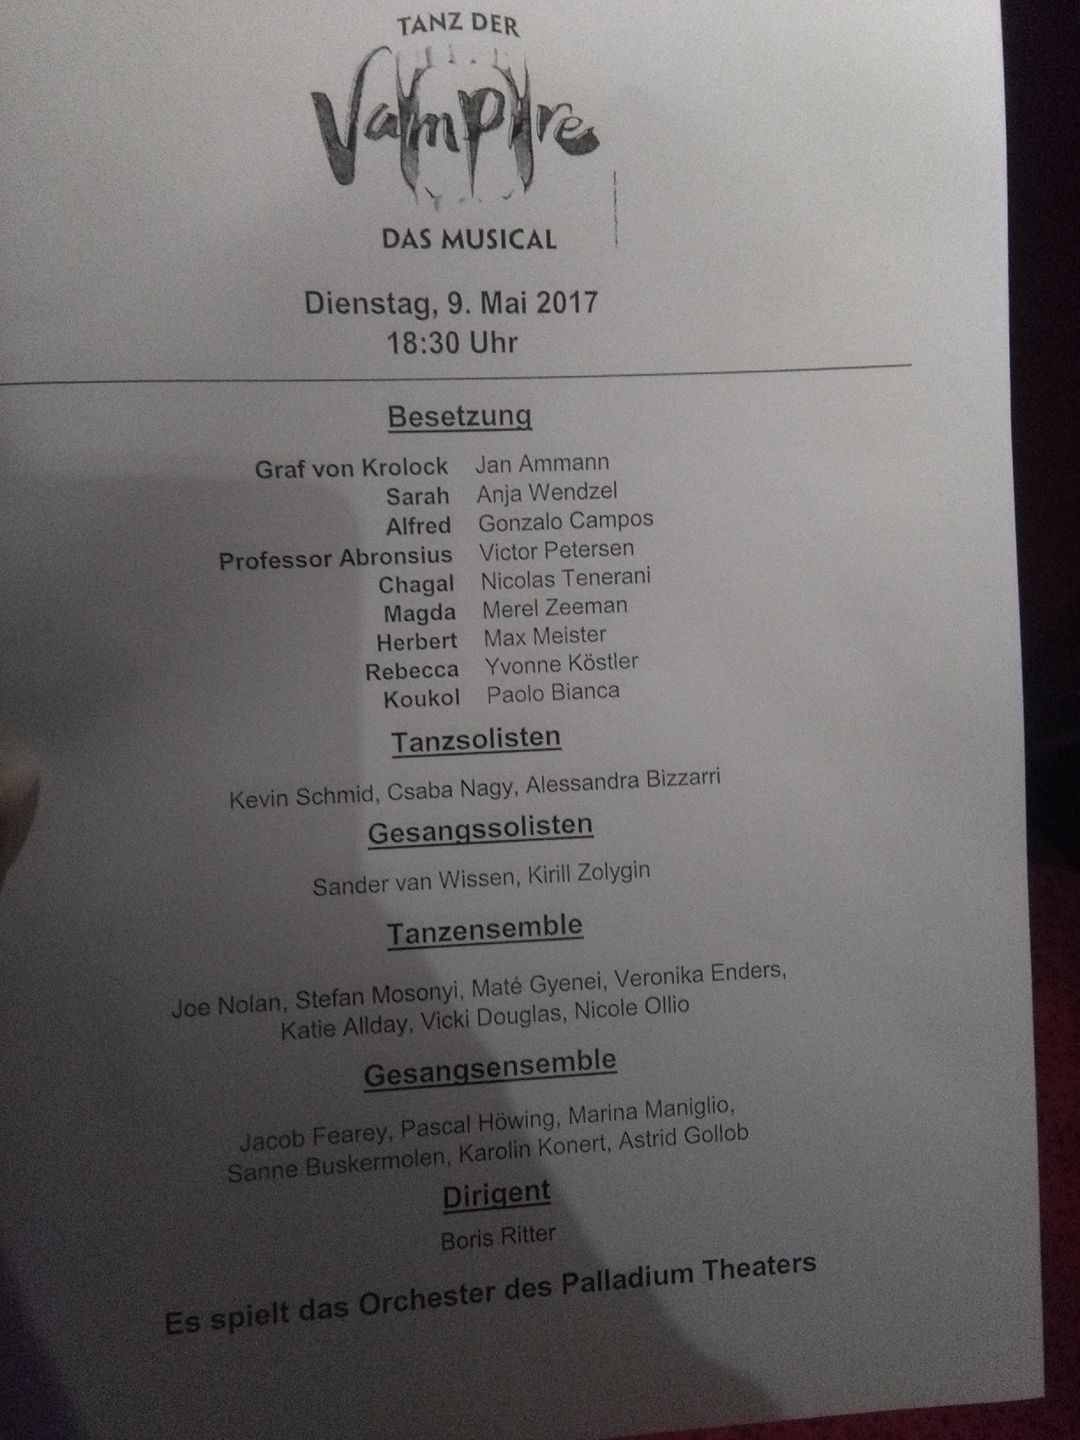 TANZ DER
Vampire
DAS MUSICAL
Dienstag, 9. Mai 2017
18:30 Uhr
Besetzung
Graf von Krolock Jan Ammann
Sarah Anja Wendzel
Alfred Gonzalo Campos
Professor Abronsius Victor Petersen
Chagal Nicolas Tenerani
Magda Merel Zeeman
Herbert Max Meister
Rebecca Yvonne Köstler
Koukol Paolo Bianca
Tanzsolisten
Kevin Schmid, Csaba Nagy, Alessandra Bizzarri
Gesangssolisten
Sander van Wissen, Kirill Zolygin
Tanzensemble
Joe Nolan, Stefan Mosonyi, Maté Gyenei, Veronika Enders,
Katie Allday, Vicki Douglas, Nicole Ollio
Gesangsensemble
Jacob Fearey, Pascal Höwing, Marina Maniglio,
Sanne Buskermolen, Karolin Konert, Astrid Gollob
Dirigent
Boris Ritter
Es spielt das Orchester des Palladium Theaters